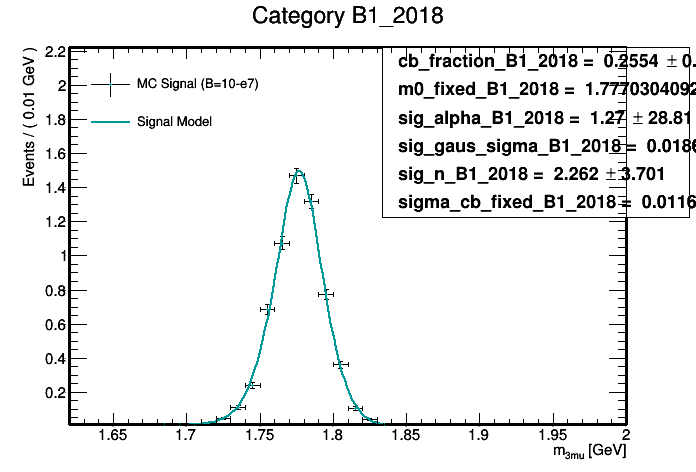 Category B1_2018
Events / ( 0.01 GeV )
2.2
2
1.8
1.6
1.4
1.2
1
0.8
0.6
0.4
0.2
MC Signal (B=10-e7)
Signal Model
cb_fraction_B1_2018 = 0.2554 ± 0.
m0_fixed_B1_2018 = 1.7770304092
sig_alpha_B1_2018 = 1.27 ± 28.81
sig_gaus_sigma_B1_2018 = 0.0186
sig_n_B1_2018 = 2.262 ± 3.701
sigma_cb_fixed_B1_2018 = 0.0116
1.65 1.7 1.75 1.8 1.85 1.9 1.95 2
m3mu [GeV]